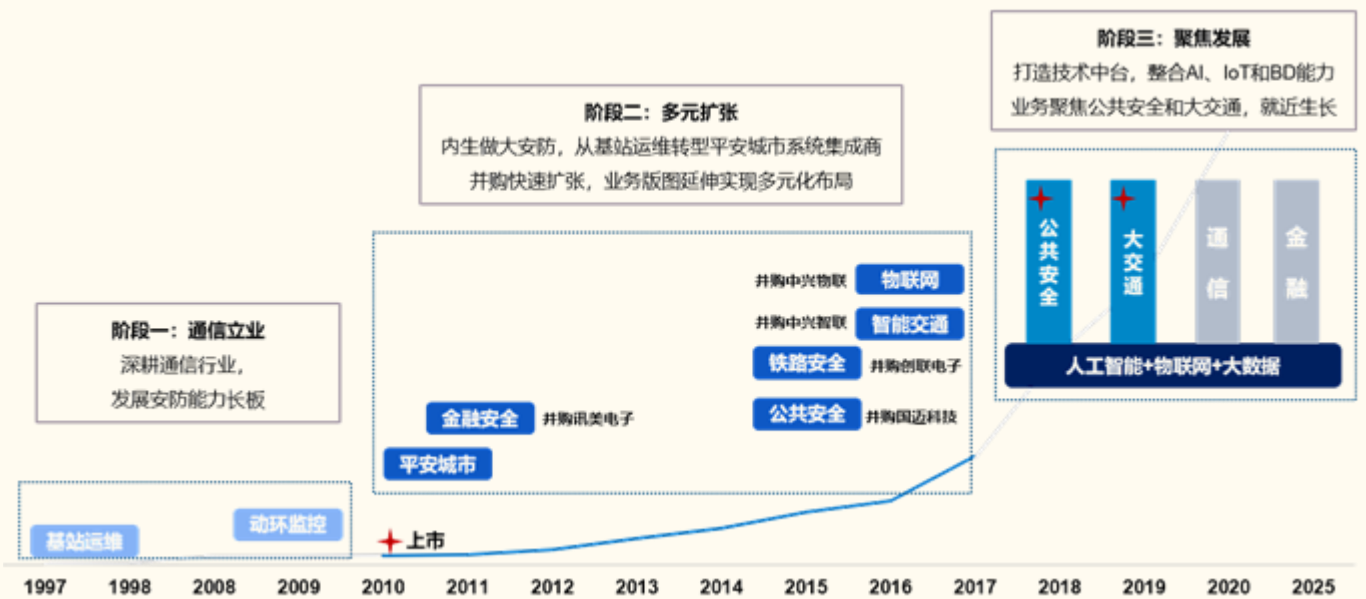 阶段三：聚焦发展
打造技术中台，整合AI、IoT和BD能力
业务聚焦公共安全和大交通，就近生长
阶段二：多元扩张
内生做大安防，从基站运维转型平安城市系统集成商
并购快速扩张，业务版图延伸实现多元化布局
阶段一：通信立业
深耕通信行业，
发展安防能力长板
公共安全
大交通
通信
金融
人工智能+物联网+大数据
并购中兴物联 物联网
并购中兴智联 智能交通
铁路安全 并购创联电子
公共安全 并购国迈科技
金融安全 并购讯美电子
平安城市
基站运维
动环监控
上市
1997 1998 2008 2009 2010 2011 2012 2013 2014 2015 2016 2017 2018 2019 2020 2025